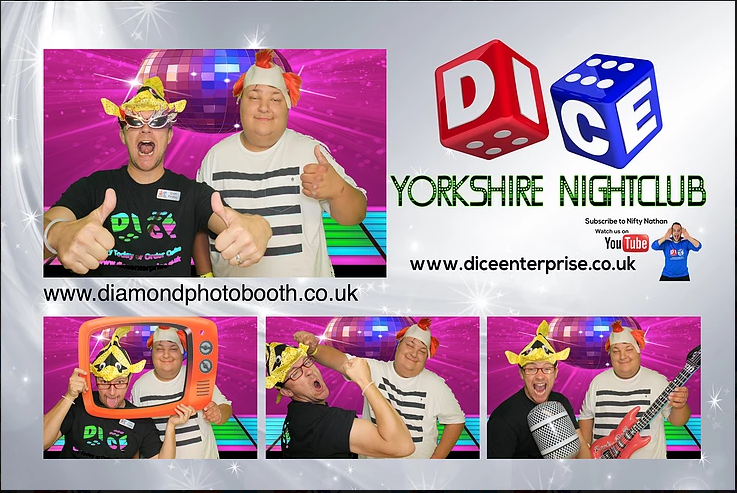 DICE
YORKSHIRE NIGHTCLUB
Subscribe to Nifty Nathan
Watch us on
YouTube
www.diceenterprise.co.uk
www.diamondphotobooth.co.uk